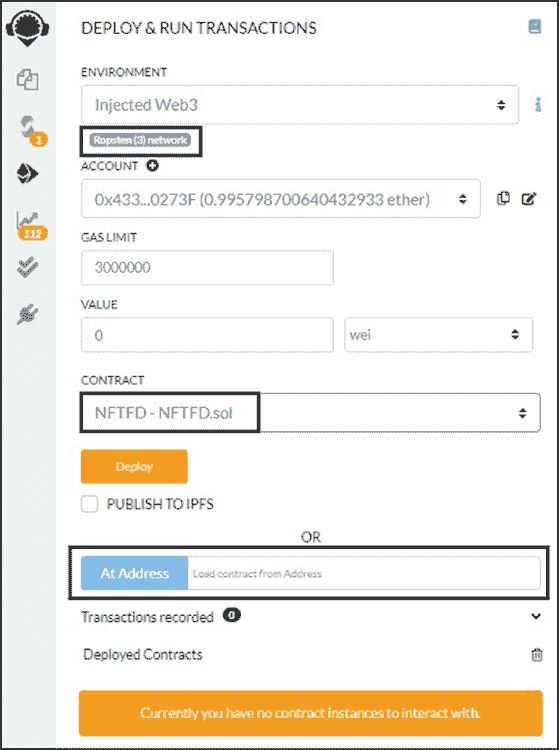 DEPLOY & RUN TRANSACTIONS
ENVIRONMENT
Injected Web3
Ropsten (3) network
ACCOUNT
0x433...0273F (0.995798700640432933 ether)
1
GAS LIMIT
3000000
112
VALUE
0
wei
CONTRACT
NFTFD - NFTFD.sol
Deploy
PUBLISH TO IPFS
OR
At Address
Load contract from Address
Transactions recorded 0
Deployed Contracts
Currently you have no contract instances to interact with.